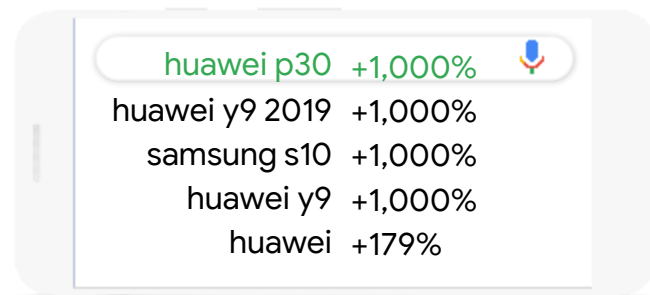 huawei p30 +1,000%
huawei y9 2019 +1,000%
samsung s10 +1,000%
huawei y9 +1,000%
huawei +179%